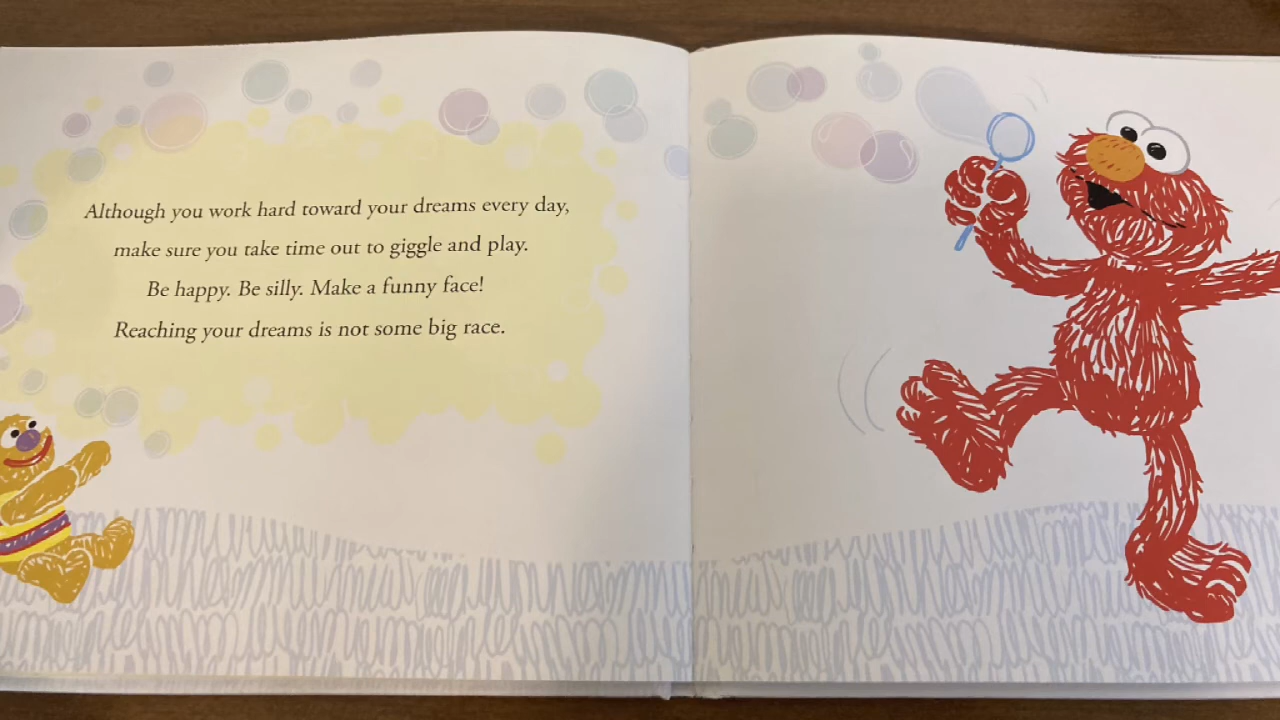 Although you work hard toward your dreams every day,
make sure you take time out to giggle and play.
Be happy. Be silly. Make a funny face!
Reaching your dreams is not some big race.